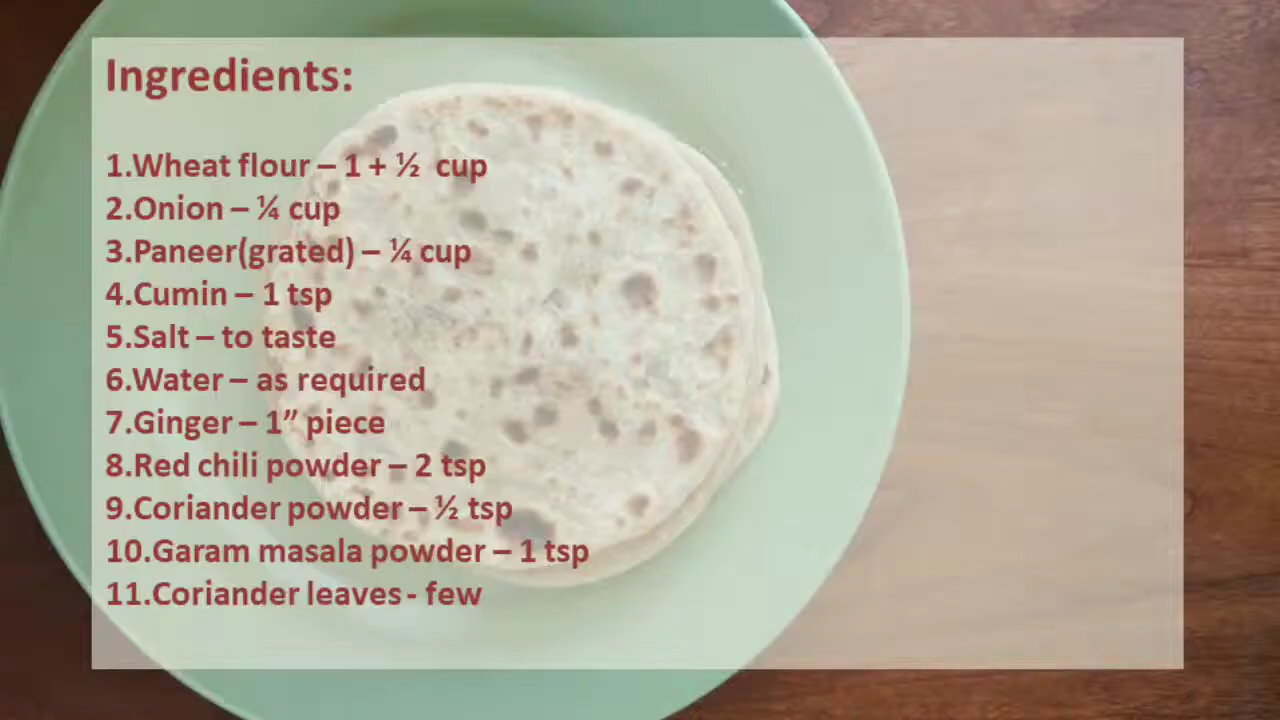 Ingredients:
1.Wheat flour – 1 + ½  cup
2.Onion – ¼ cup
3.Paneer(grated) – ¼ cup
4.Cumin – 1 tsp
5.Salt – to taste
6.Water – as required
7.Ginger – 1” piece
8.Red chili powder – 2 tsp
9.Coriander powder – ½ tsp
10.Garam masala powder – 1 tsp
11.Coriander leaves - few